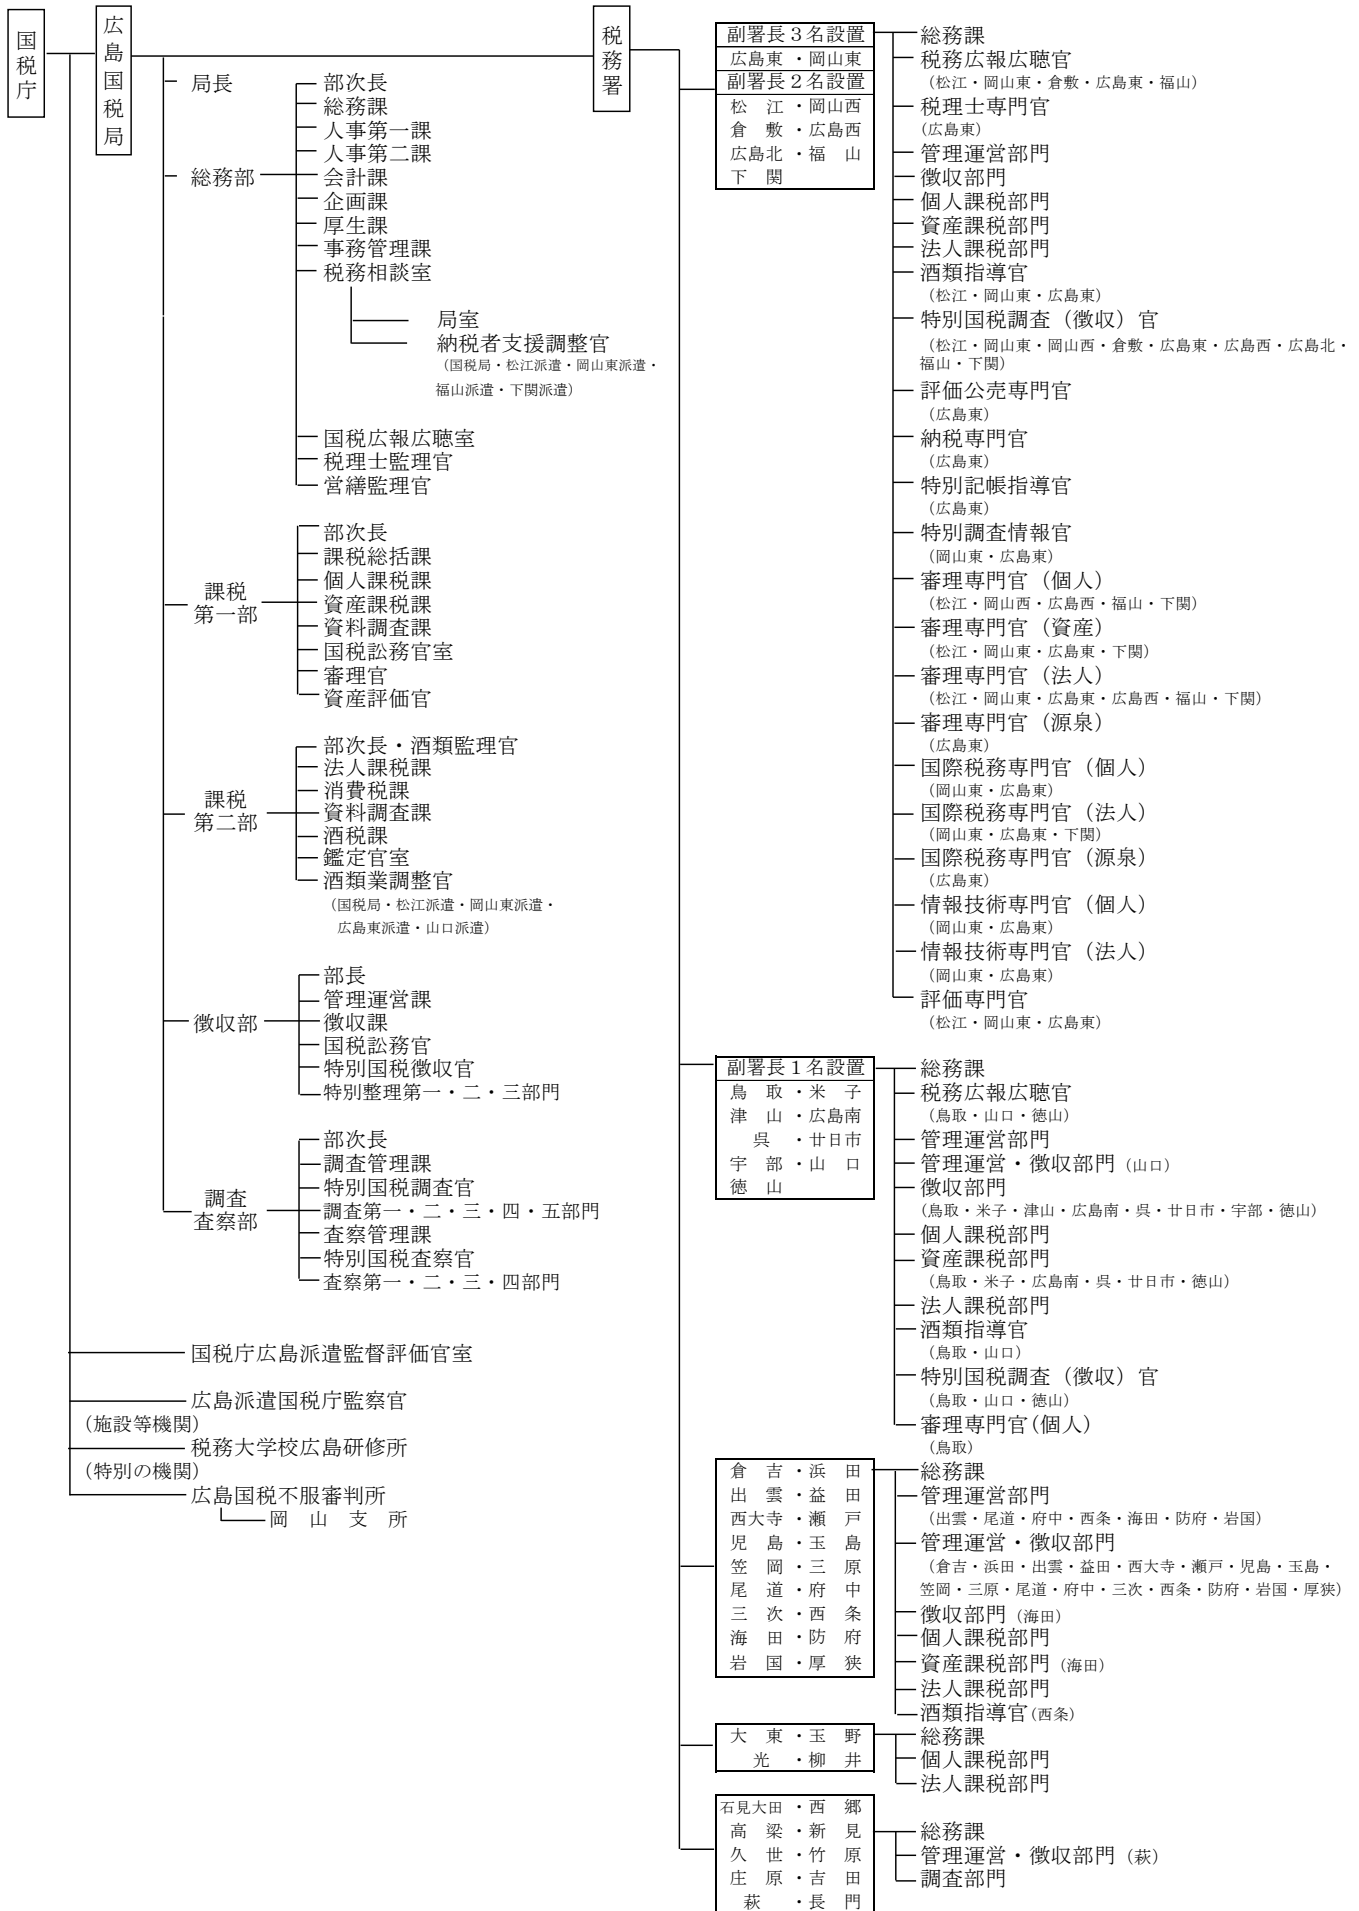 国税庁
広島国税局
局長
総務部
部次長
総務課
人事第一課
人事第二課
会計課
企画課
厚生課
事務管理課
税務相談室
局室
納税者支援調整官
（国税局・松江派遣・岡山東派遣・
福山派遣・下関派遣）
国税広報広聴室
税理士監理官
営繕監理官
課税
第一部
部次長
課税総括課
個人課税課
資産課税課
資料調査課
国税訟務官室
審理官
資産評価官
課税
第二部
部次長・酒類監理官
法人課税課
消費税課
資料調査課
酒税課
鑑定官室
酒類業調整官
（国税局・松江派遣・岡山東派遣・
広島東派遣・山口派遣）
徴収部
部長
管理運営課
徴収課
国税訟務官
特別国税徴収官
特別整理第一・二・三部門
調査
査察部
部次長
調査管理課
特別国税調査官
調査第一・二・三・四・五部門
査察管理課
特別国税査察官
査察第一・二・三・四部門
国税庁広島派遣監督評価官室
広島派遣国税庁監察官
（施設等機関）
税務大学校広島研修所
（特別の機関）
広島国税不服審判所
岡山支所
税務署
副署長３名設置
広島東・岡山東
副署長２名設置
松江・岡山西
倉敷・広島西
広島北・福山
下関
総務課
税務広報広聴官
（松江・岡山東・倉敷・広島東・福山）
税理士専門官
（広島東）
管理運営部門
徴収部門
個人課税部門
資産課税部門
法人課税部門
酒類指導官
（松江・岡山東・広島東）
特別国税調査（徴収）官
（松江・岡山東・岡山西・倉敷・広島東・広島西・広島北・
福山・下関）
評価公売専門官
（広島東）
納税専門官
（広島東）
特別記帳指導官
（広島東）
特別調査情報官
（岡山東・広島東）
審理専門官（個人）
（松江・岡山西・広島西・福山・下関）
審理専門官（資産）
（松江・岡山東・広島東・下関）
審理専門官（法人）
（松江・岡山東・広島東・広島西・福山・下関）
審理専門官（源泉）
（広島東）
国際税務専門官（個人）
（岡山東・広島東）
国際税務専門官（法人）
（岡山東・広島東・下関）
国際税務専門官（源泉）
（広島東）
情報技術専門官（個人）
（岡山東・広島東）
情報技術専門官（法人）
（岡山東・広島東）
評価専門官
（松江・岡山東・広島東）
副署長１名設置
鳥取・米子
津山・広島南
呉・廿日市
宇部・山口
徳山
総務課
税務広報広聴官
（鳥取・山口・徳山）
管理運営部門
管理運営・徴収部門（山口）
徴収部門
（鳥取・米子・津山・広島南・呉・廿日市・宇部・徳山）
個人課税部門
資産課税部門
（鳥取・米子・広島南・呉・廿日市・徳山）
法人課税部門
酒類指導官
（鳥取・山口）
特別国税調査（徴収）官
（鳥取・山口・徳山）
審理専門官(個人)
（鳥取）
倉吉・浜田
出雲・益田
西大寺・瀬戸
児島・玉島
笠岡・三原
尾道・府中
三次・西条
海田・防府
岩国・厚狭
総務課
管理運営部門
（出雲・尾道・府中・西条・海田・防府・岩国）
管理運営・徴収部門
（倉吉・浜田・出雲・益田・西大寺・瀬戸・児島・玉島・
笠岡・三原・尾道・府中・三次・西条・防府・岩国・厚狭）
徴収部門（海田）
個人課税部門
資産課税部門（海田）
法人課税部門
酒類指導官(西条）
大東・玉野
光・柳井
総務課
個人課税部門
法人課税部門
石見大田・西郷
高梁・新見
久世・竹原
庄原・吉田
萩・長門
総務課
管理運営・徴収部門（萩）
調査部門